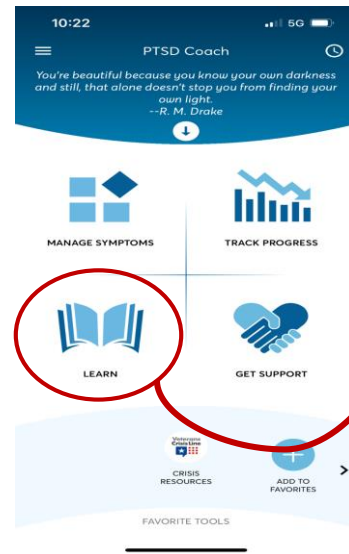 10:22
5G
PTSD Coach
You're beautiful because you know your own darkness
and still, that alone doesn't stop you from finding your
own light.
--R. M. Drake
MANAGE SYMPTOMS
TRACK PROGRESS
LEARN
GET SUPPORT
Veterans
Crisis Line
CRISIS
RESOURCES
ADD TO
FAVORITES
FAVORITE TOOLS